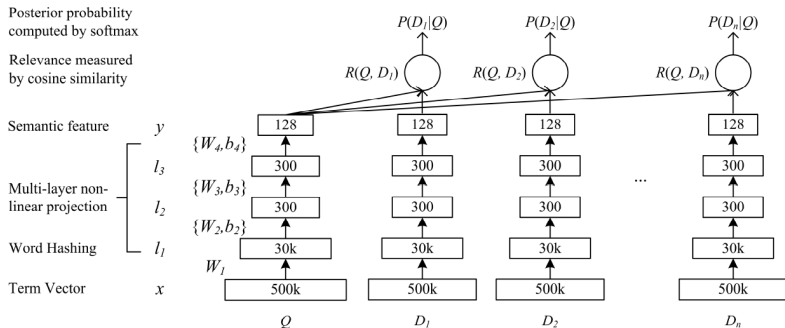 Posterior probability
computed by softmax
P(D₁|Q) P(D₂|Q) P(Dₙ|Q)
Relevance measured
by cosine similarity
R(Q, D₁) R(Q, D₂) R(Q, Dₙ)
Semantic feature y 128 128 128 128
{W₄,b₄}
l₃ 300 300 300 300
Multi-layer non-
linear projection
{W₃,b₃}
...
l₂ 300 300 300 300
{W₂,b₂}
Word Hashing l₁ 30k 30k 30k 30k
W₁
Term Vector x 500k 500k 500k 500k
Q D₁ D₂ Dₙ